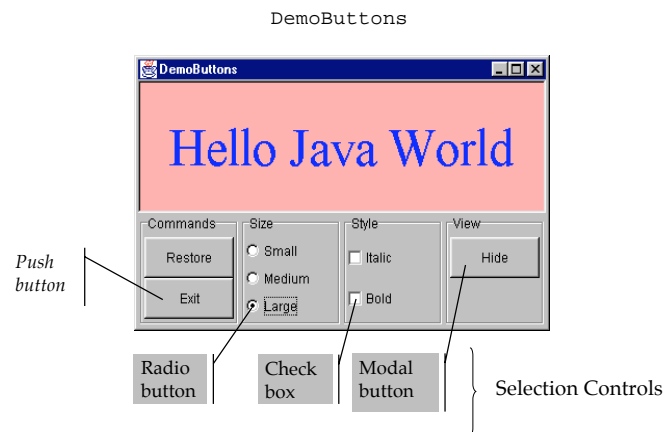 DemoButtons
DemoButtons
Hello Java World
Commands
Size
Style
View
Restore
Small
Italic
Hide
Medium
Exit
Large
Bold
Push
button
Radio
button
Check
box
Modal
button
Selection Controls